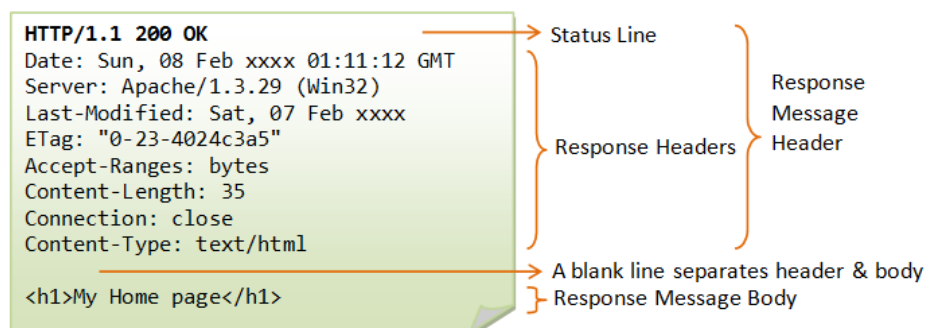 HTTP/1.1 200 OK
Date: Sun, 08 Feb xxxx 01:11:12 GMT
Server: Apache/1.3.29 (Win32)
Last-Modified: Sat, 07 Feb xxxx
ETag: "0-23-4024c3a5"
Accept-Ranges: bytes
Content-Length: 35
Connection: close
Content-Type: text/html
<h1>My Home page</h1>
Status Line
Response Headers
Response
Message
Header
A blank line separates header & body
Response Message Body